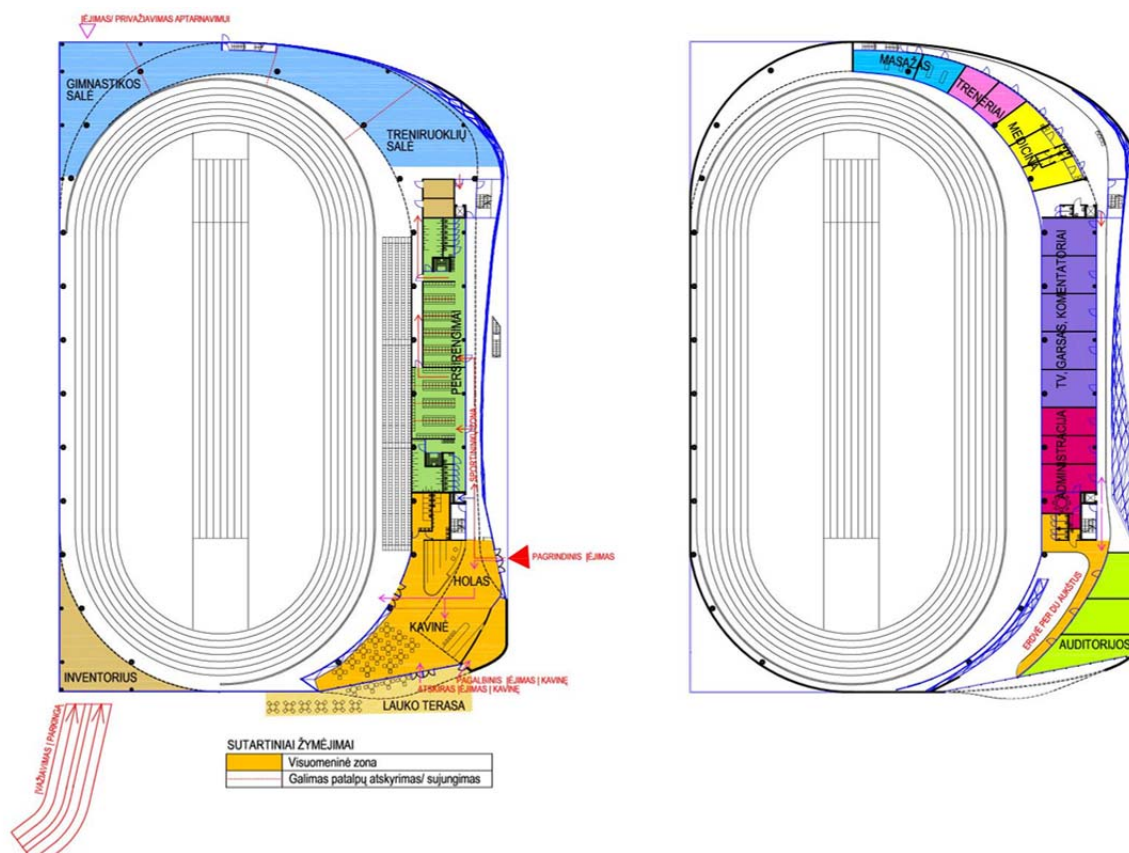 ĮĖJIMAS/ PRIVAŽIAVIMAS APTARNAVIMUI
GIMNASTIKOS
SALĖ
TRENIRUOKLIŲ
SALĖ
PERSIRENGIMAI
SPORTININKŲ ZONA
PAGRINDINIS ĮĖJIMAS
HOLAS
KAVINĖ
INVENTORIUS
PAGALBINIS ĮĖJIMAS Į KAVINĘ
ATSKIRAS ĮĖJIMAS Į KAVINĘ
LAUKO TERASA
ĮVAŽIAVIMAS Į PARKINGĄ
SUTARTINIAI ŽYMĖJIMAI
Visuomeninė zona
Galimas patalpų atskyrimas/ sujungimas
MASAŽAS
TRENERIAI
MEDICINA
TV, GARSAS, KOMENTATORIAI
ADMINISTRACIJA
ERDVĖ PER DU AUKŠTUS
AUDITORIJOS